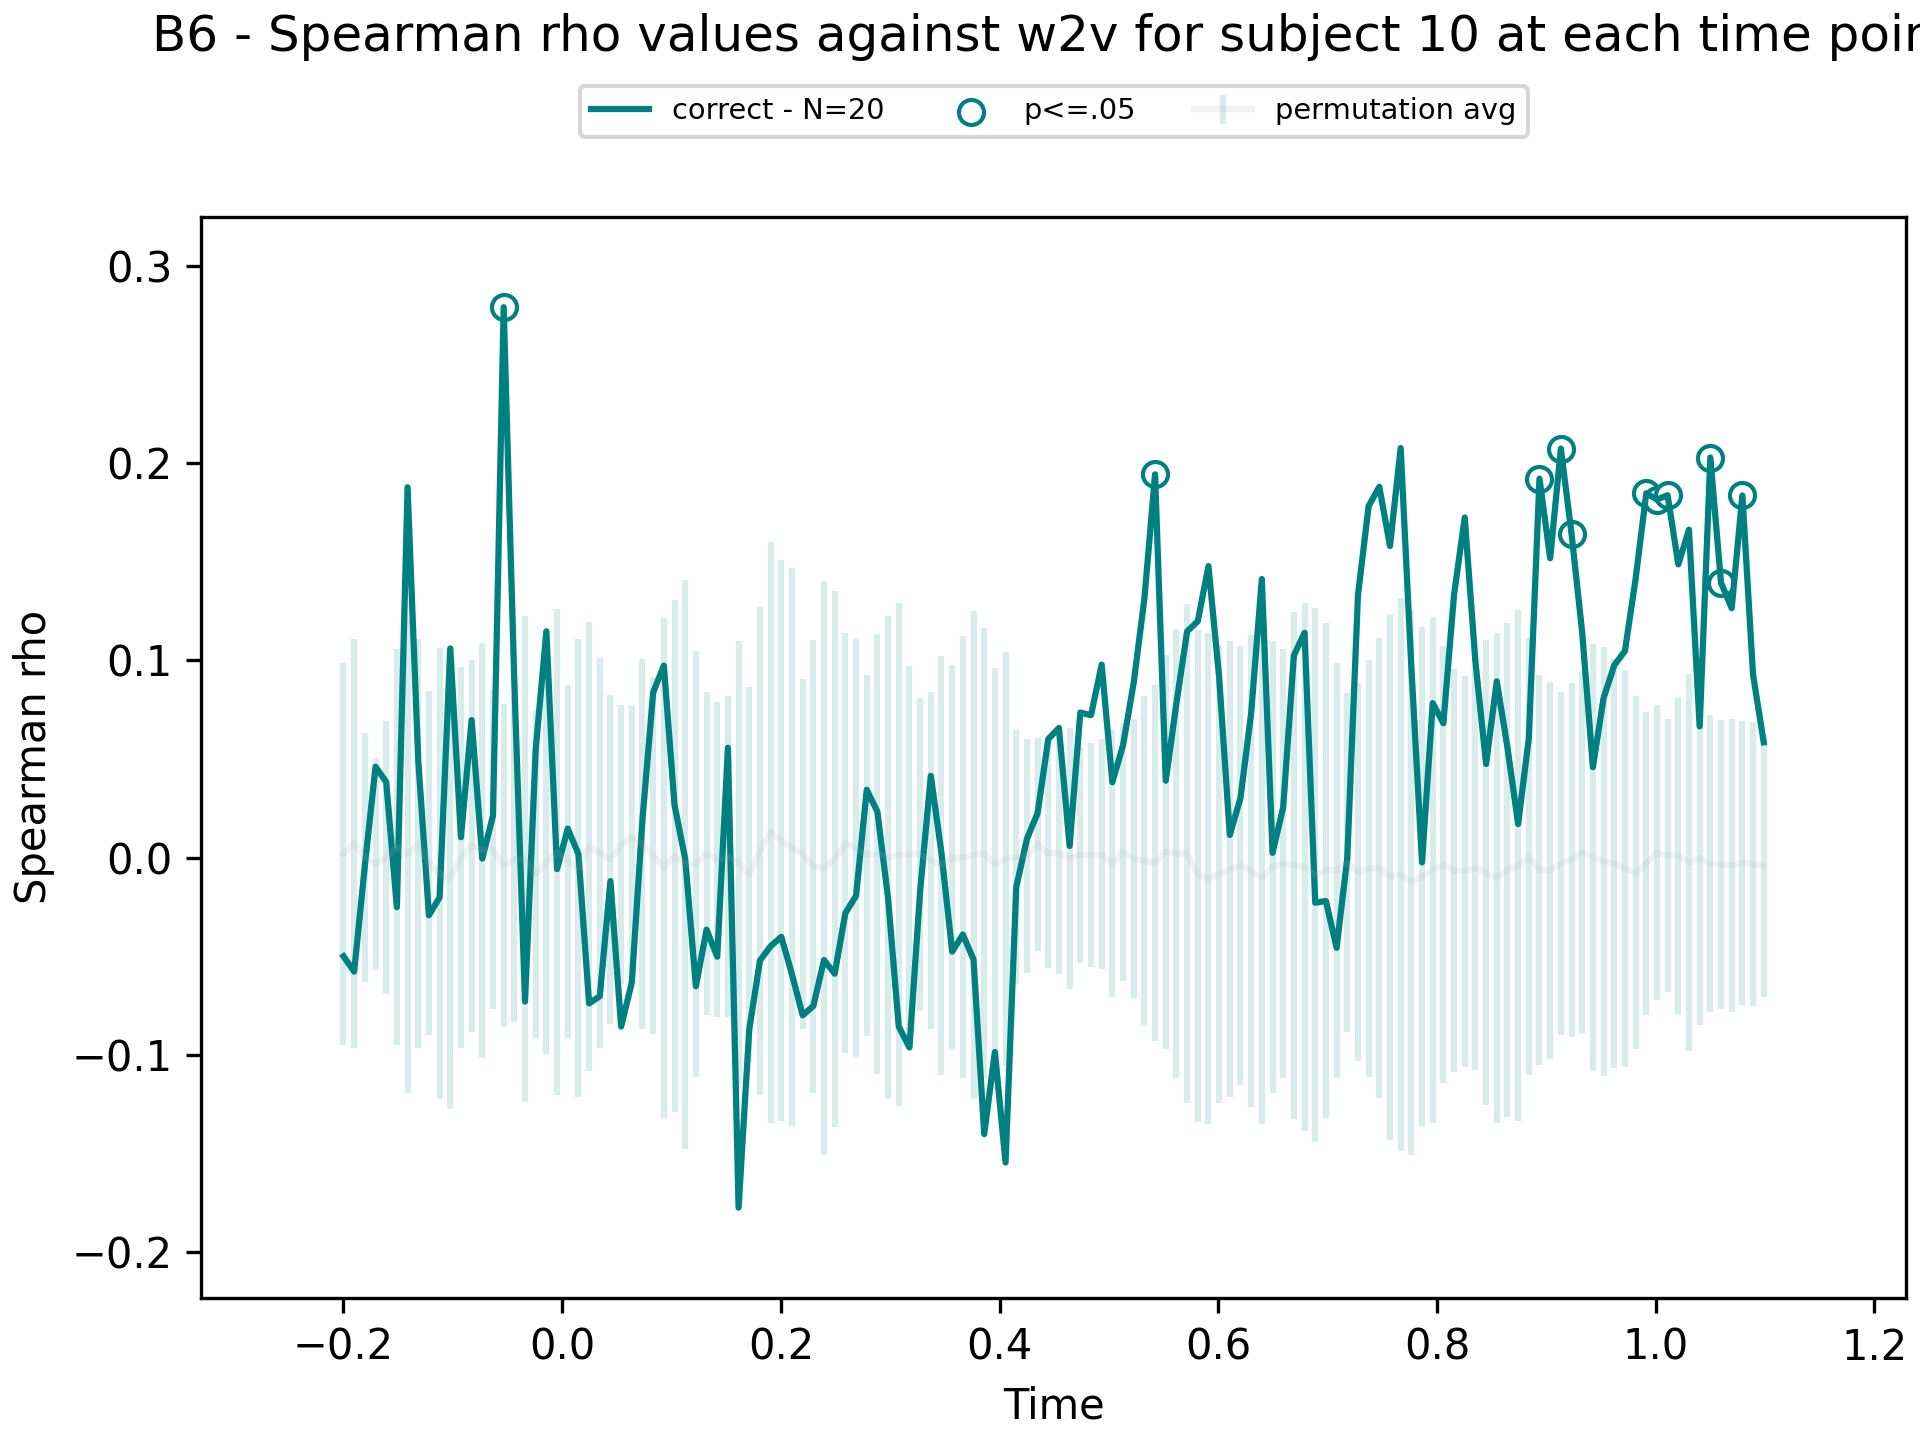 B6 - Spearman rho values against w2v for subject 10 at each time poin
correct - N=20 p<=.05 permutation avg
0.3
0.2
0.1
0.0
−0.1
−0.2
Spearman rho
−0.2 0.0 0.2 0.4 0.6 0.8 1.0 1.2
Time